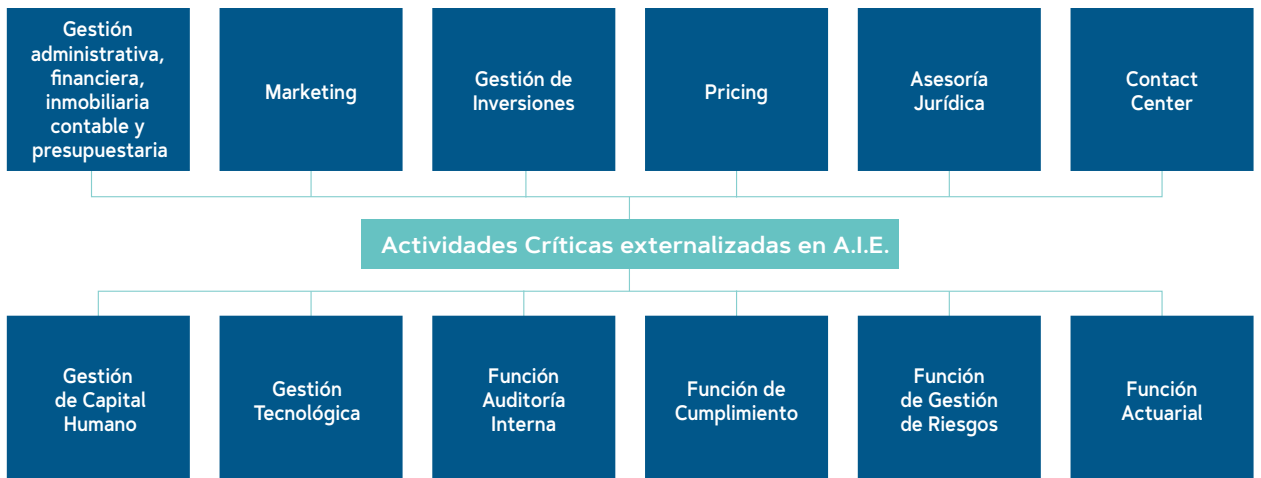 Gestión
administrativa,
financiera,
inmobiliaria
contable y
presupuestaria
Marketing
Gestión de
Inversiones
Pricing
Asesoría
Jurídica
Contact
Center
Actividades Críticas externalizadas en A.I.E.
Gestión
de Capital
Humano
Gestión
Tecnológica
Función
Auditoría
Interna
Función de
Cumplimiento
Función
de Gestión
de Riesgos
Función
Actuarial